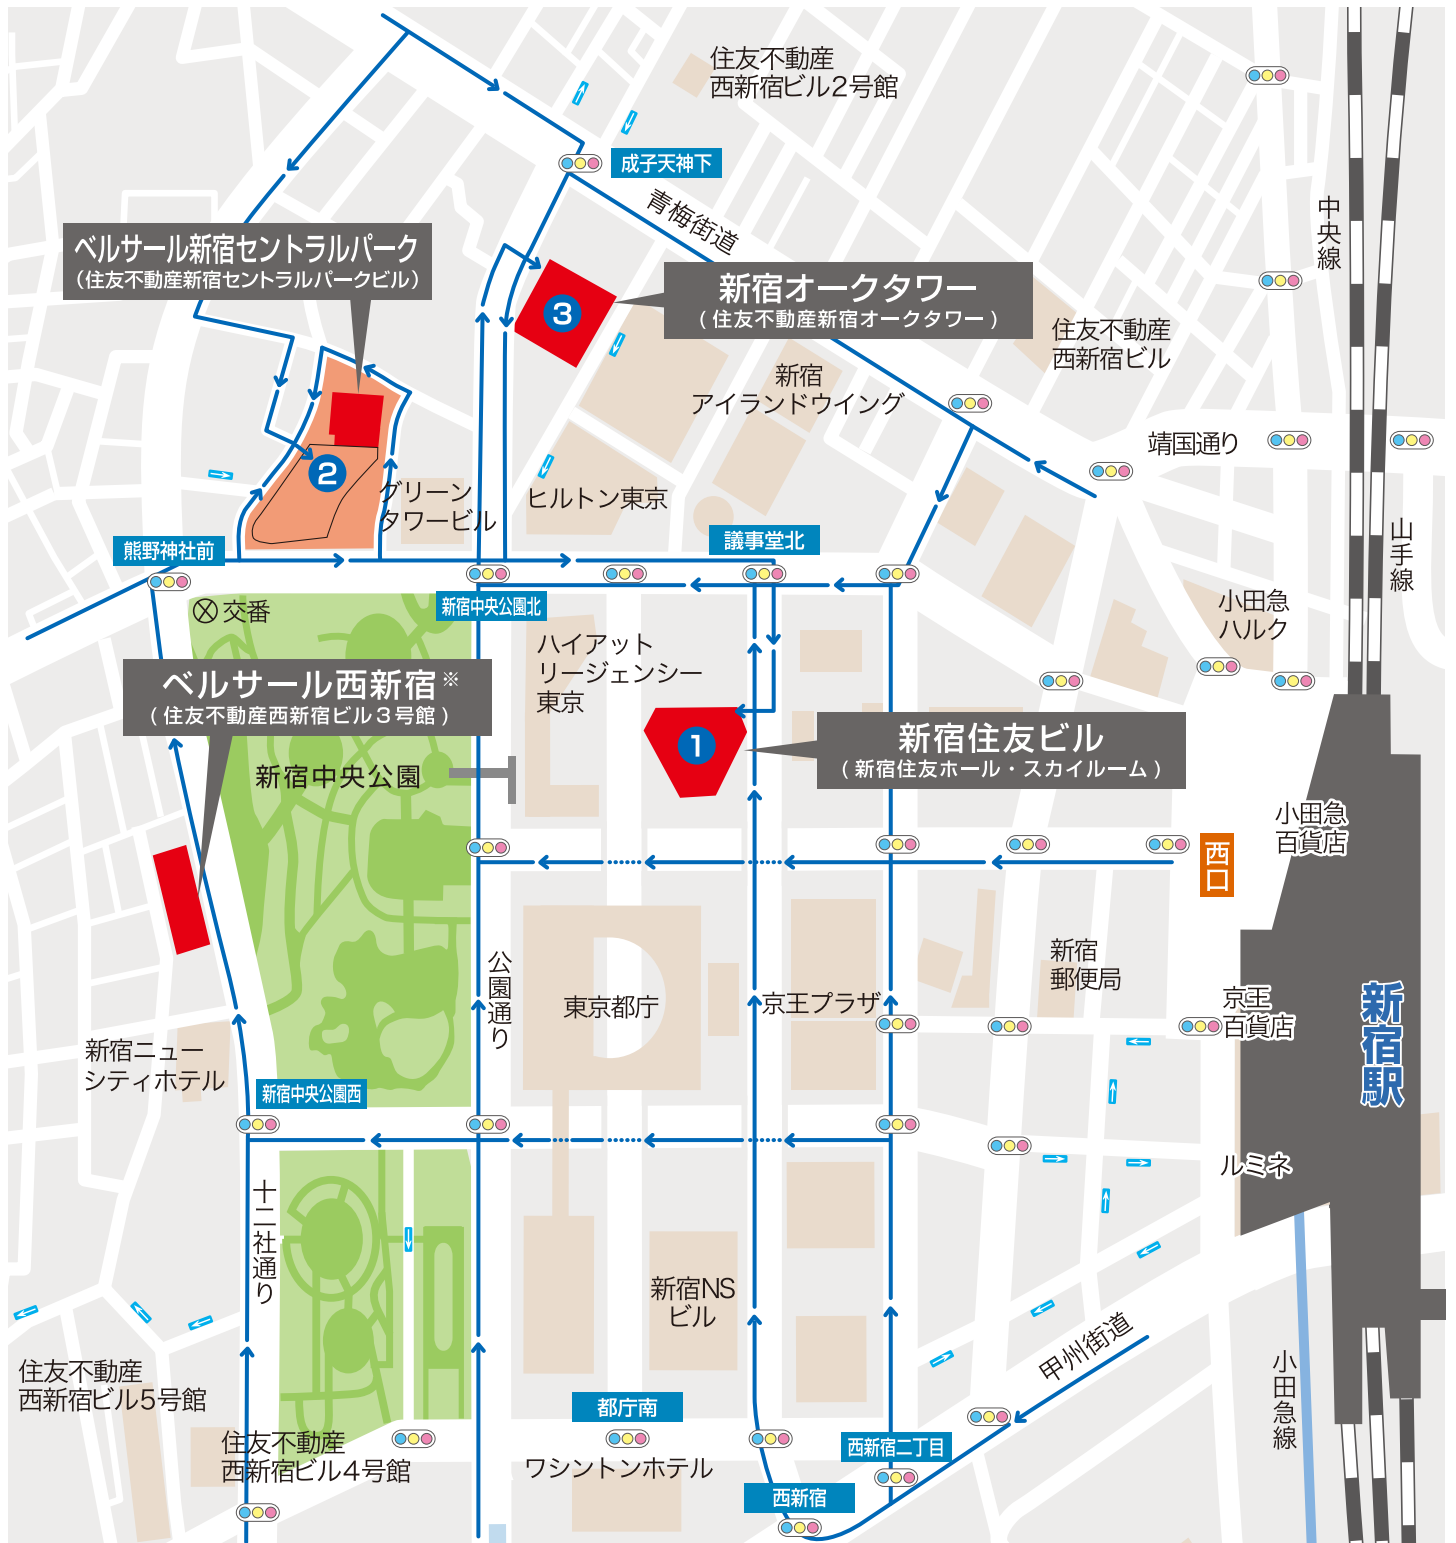 住友不動産
西新宿ビル2号館
成子天神下
青梅街道
中央線
ベルサール新宿セントラルパーク
(住友不動産新宿セントラルパークビル)
新宿オークタワー
(住友不動産新宿オークタワー)
3
住友不動産
西新宿ビル
新宿
アイランドウイング
靖国通り
2
グリーン
タワービル
ヒルトン東京
山手線
熊野神社前
議事堂北
交番
新宿中央公園北
小田急
ハルク
ハイアット
リージェンシー
東京
ベルサール西新宿※
(住友不動産西新宿ビル3号館)
1
新宿住友ビル
(新宿住友ホール・スカイルーム)
新宿中央公園
小田急
百貨店
西口
公園通り
東京都庁
京王プラザ
新宿
郵便局
京王
百貨店
新宿駅
新宿ニュー
シティホテル
新宿中央公園西
ルミネ
十二社通り
新宿NS
ビル
甲州街道
小田急線
住友不動産
西新宿ビル5号館
都庁南
住友不動産
西新宿ビル4号館
ワシントンホテル
西新宿二丁目
西新宿